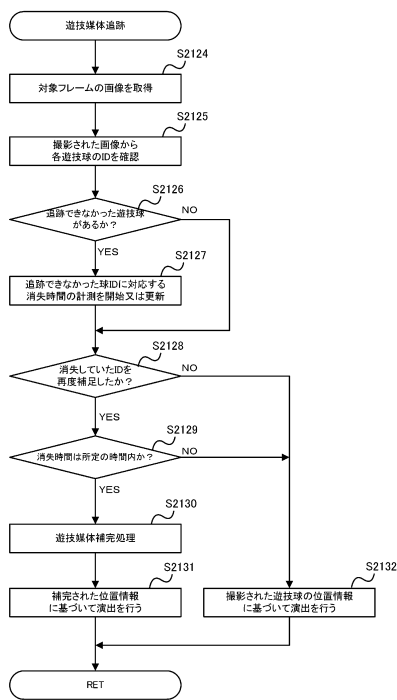 遊技媒体追跡
S2124
対象フレームの画像を取得
S2125
撮影された画像から
各遊技球のIDを確認
S2126
追跡できなかった遊技球
があるか？
NO
YES
S2127
追跡できなかった球IDに対応する
消失時間の計測を開始又は更新
S2128
消失していたIDを
再度補足したか？
NO
YES
S2129
消失時間は所定の時間内か？
NO
YES
S2130
遊技媒体補完処理
S2131
補完された位置情報
に基づいて演出を行う
S2132
撮影された遊技球の位置情報
に基づいて演出を行う
RET